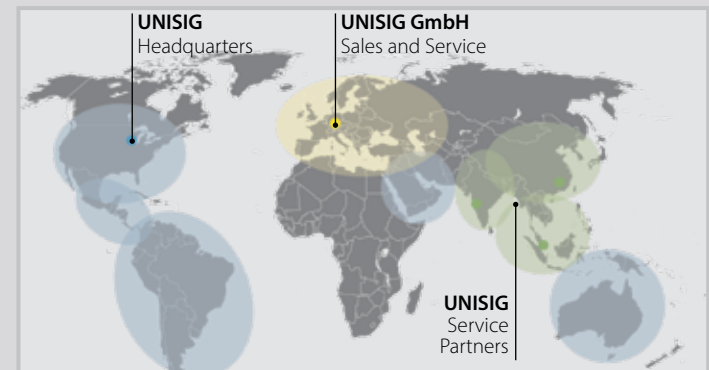 UNISIG
Headquarters
UNISIG GmbH
Sales and Service
UNISIG
Service
Partners